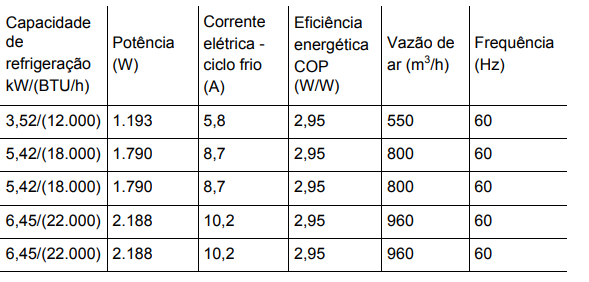 Capacidade de refrigeração kW/(BTU/h) | Potência (W) | Corrente elétrica - ciclo frio (A) | Eficiência energética COP (W/W) | Vazão de ar (m³/h) | Frequência (Hz)
3,52/(12.000) | 1.193 | 5,8 | 2,95 | 550 | 60
5,42/(18.000) | 1.790 | 8,7 | 2,95 | 800 | 60
5,42/(18.000) | 1.790 | 8,7 | 2,95 | 800 | 60
6,45/(22.000) | 2.188 | 10,2 | 2,95 | 960 | 60
6,45/(22.000) | 2.188 | 10,2 | 2,95 | 960 | 60